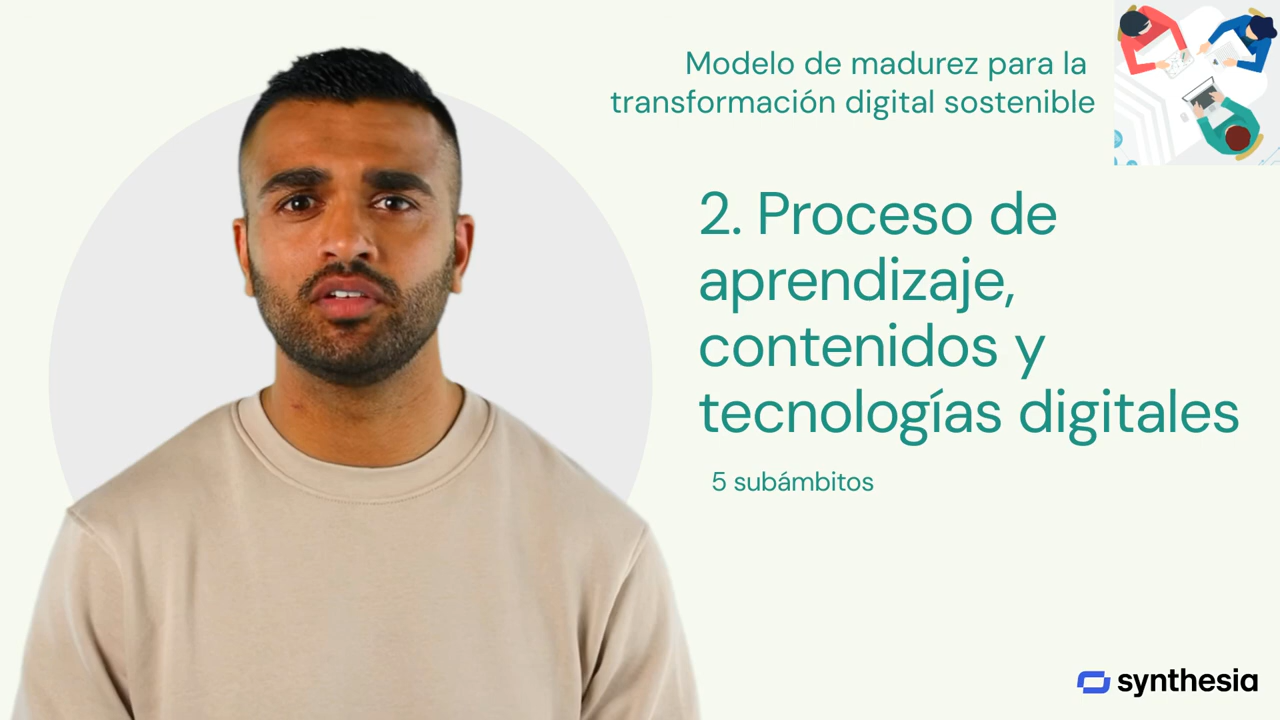 Modelo de madurez para la
transformación digital sostenible
2. Proceso de
aprendizaje,
contenidos y
tecnologías digitales
5 subámbitos
synthesia